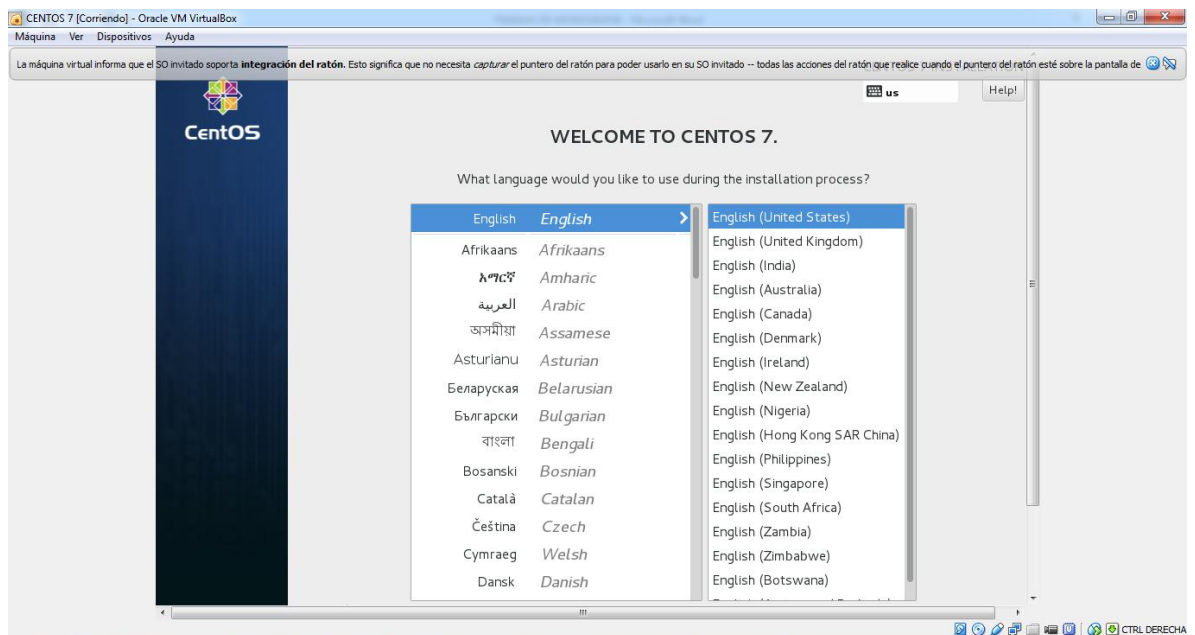 CENTOS 7 [Corriendo] - Oracle VM VirtualBox
Máquina Ver Dispositivos Ayuda
La máquina virtual informa que el SO invitado soporta integración del ratón. Esto significa que no necesita capturar el puntero del ratón para poder usarlo en su SO invitado -- todas las acciones del ratón que realice cuando el puntero del ratón esté sobre la pantalla de
CENTOS 7 INSTALLATION
us
Help!
CentOS
WELCOME TO CENTOS 7.
What language would you like to use during the installation process?
English English
Afrikaans Afrikaans
አማርኛ Amharic
العربية Arabic
অসমীয়া Assamese
Asturianu Asturian
Беларуская Belarusian
Български Bulgarian
বাংলা Bengali
Bosanski Bosnian
Català Catalan
Čeština Czech
Cymraeg Welsh
Dansk Danish
English (United States)
English (United Kingdom)
English (India)
English (Australia)
English (Canada)
English (Denmark)
English (Ireland)
English (New Zealand)
English (Nigeria)
English (Hong Kong SAR China)
English (Philippines)
English (Singapore)
English (South Africa)
English (Zambia)
English (Zimbabwe)
English (Botswana)
CTRL DERECHA